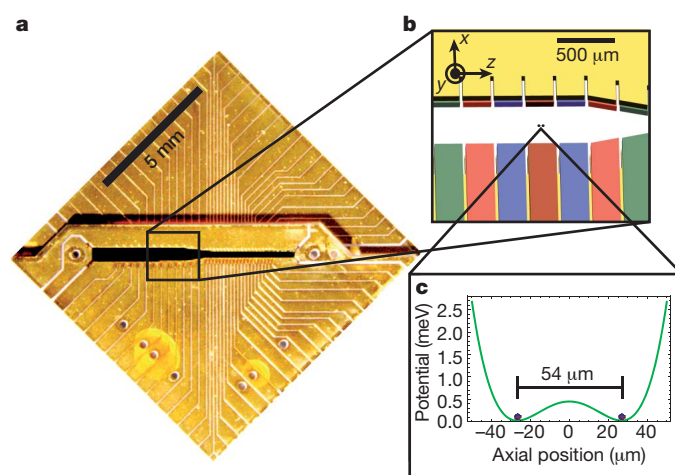 a
5 mm
b
x
y
z
500 μm
c
Potential (meV)
2.5
2.0
1.5
1.0
0.5
0.0
54 μm
−40 −20 0 20 40
Axial position (μm)